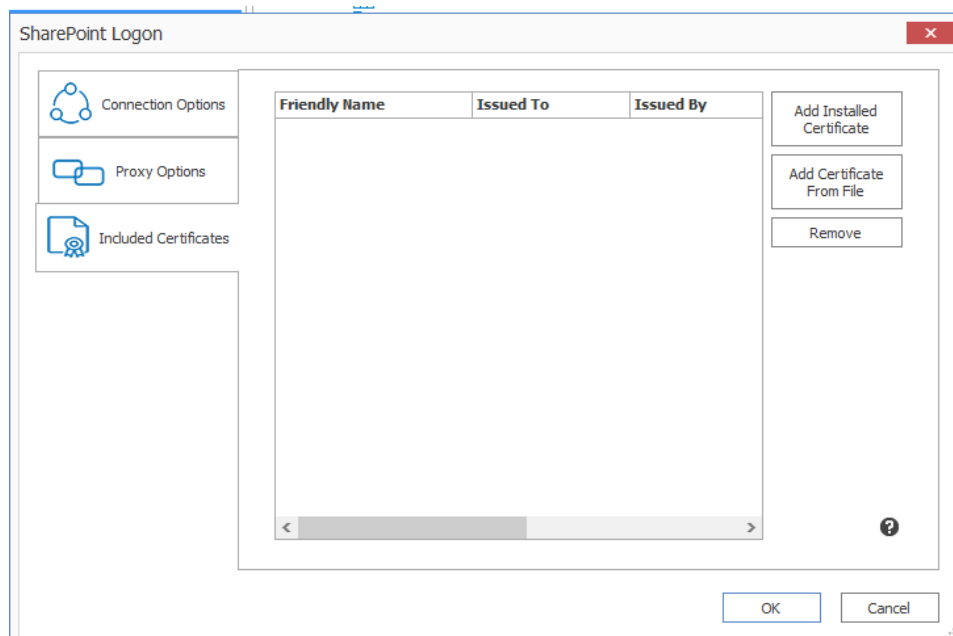 SharePoint Logon
Connection Options
Proxy Options
Included Certificates
Friendly Name Issued To Issued By
Add Installed
Certificate
Add Certificate
From File
Remove
OK Cancel